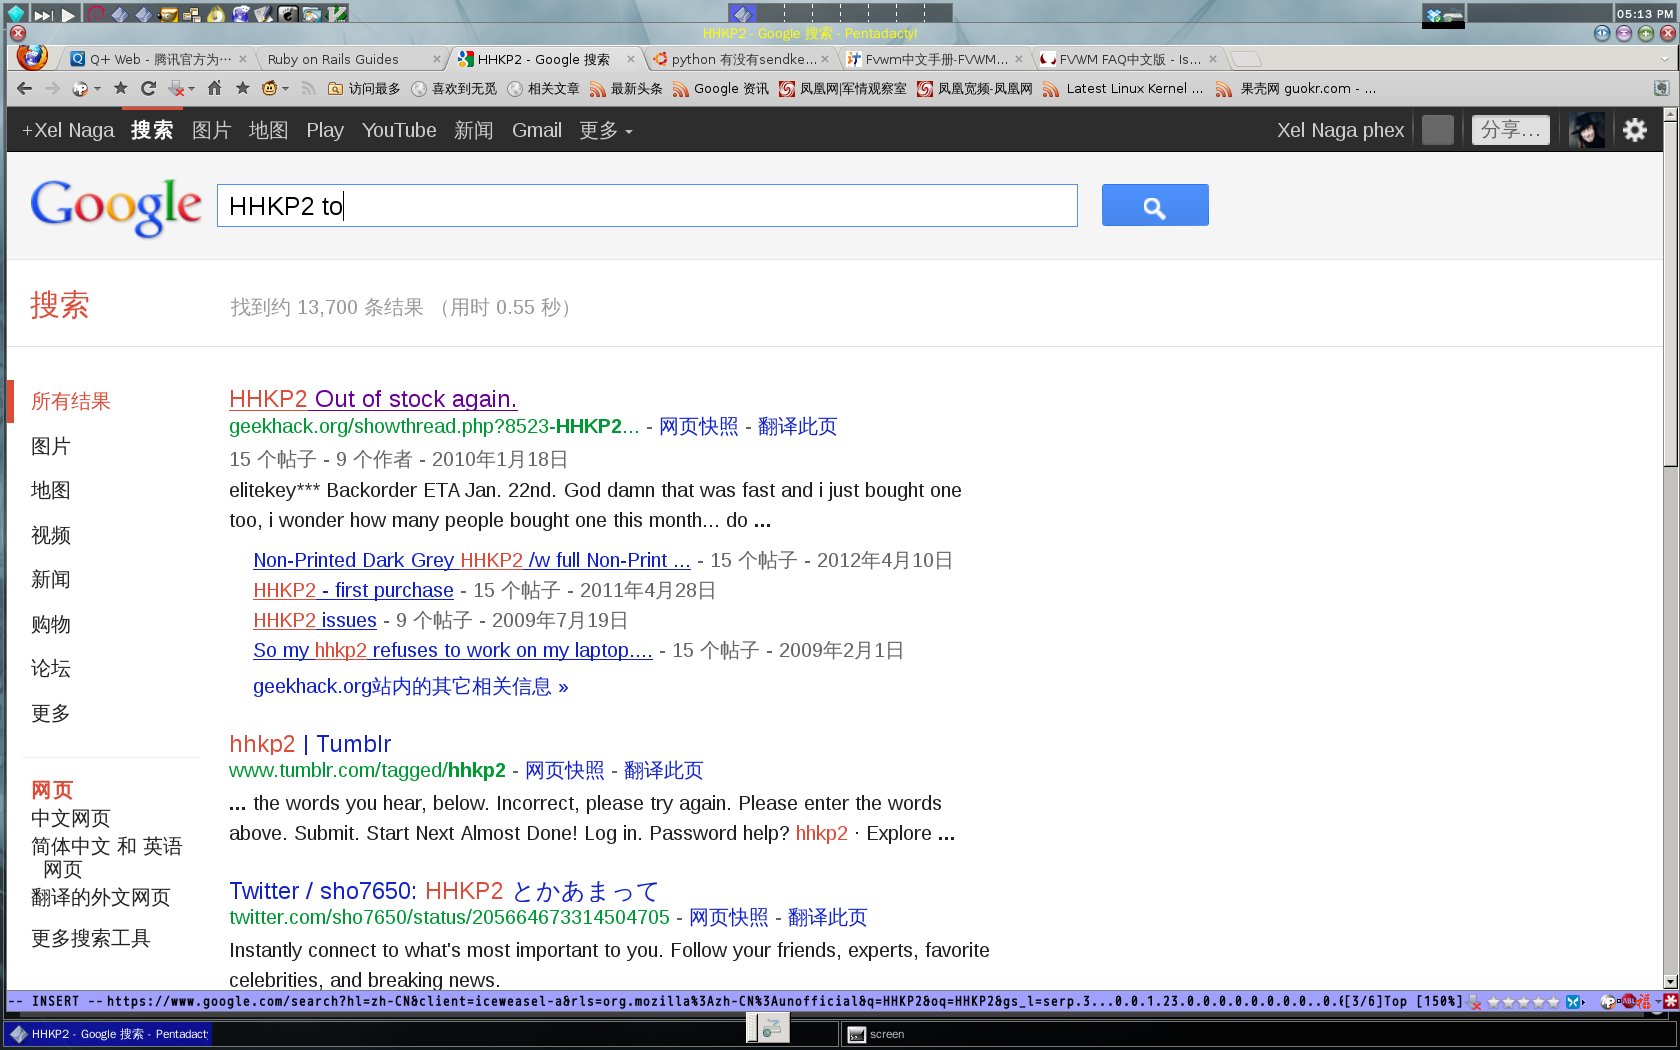 05:13 PM
HHKP2 - Google 搜索 - Pentadactyl
Q+ Web - 腾讯官方为…
Ruby on Rails Guides
HHKP2 - Google 搜索
python 有没有sendke…
Fvwm中文手册-FVWM…
FVWM FAQ中文版 - Is…
访问最多 喜欢到无觅 相关文章 最新头条 Google 资讯 凤凰网|军情观察室 凤凰宽频-凤凰网 Latest Linux Kernel … 果壳网 guokr.com - …
+Xel Naga 搜索 图片 地图 Play YouTube 新闻 Gmail 更多
Xel Naga phex 分享…
Google
HHKP2 to
搜索
找到约 13,700 条结果 （用时 0.55 秒）
所有结果
图片
地图
视频
新闻
购物
论坛
更多
网页
中文网页
简体中文 和 英语
网页
翻译的外文网页
更多搜索工具
HHKP2 Out of stock again.
geekhack.org/showthread.php?8523-HHKP2... - 网页快照 - 翻译此页
15 个帖子 - 9 个作者 - 2010年1月18日
elitekey*** Backorder ETA Jan. 22nd. God damn that was fast and i just bought one
too, i wonder how many people bought one this month... do ...
Non-Printed Dark Grey HHKP2 /w full Non-Print ... - 15 个帖子 - 2012年4月10日
HHKP2 - first purchase - 15 个帖子 - 2011年4月28日
HHKP2 issues - 9 个帖子 - 2009年7月19日
So my hhkp2 refuses to work on my laptop.... - 15 个帖子 - 2009年2月1日
geekhack.org站内的其它相关信息 »
hhkp2 | Tumblr
www.tumblr.com/tagged/hhkp2 - 网页快照 - 翻译此页
... the words you hear, below. Incorrect, please try again. Please enter the words
above. Submit. Start Next Almost Done! Log in. Password help? hhkp2 · Explore ...
Twitter / sho7650: HHKP2 とかあまって
twitter.com/sho7650/status/205664673314504705 - 网页快照 - 翻译此页
Instantly connect to what's most important to you. Follow your friends, experts, favorite
celebrities, and breaking news.
-- INSERT -- https://www.google.com/search?hl=zh-CN&client=iceweasel-a&rls=org.mozilla%3Azh-CN%3Aunofficial&q=HHKP2&oq=HHKP2&gs_l=serp.3...0.0.1.23.0.0.0.0.0.0.0.0..0.0 [3/6] Top [150%]
HHKP2 - Google 搜索 - Pentadacty
screen